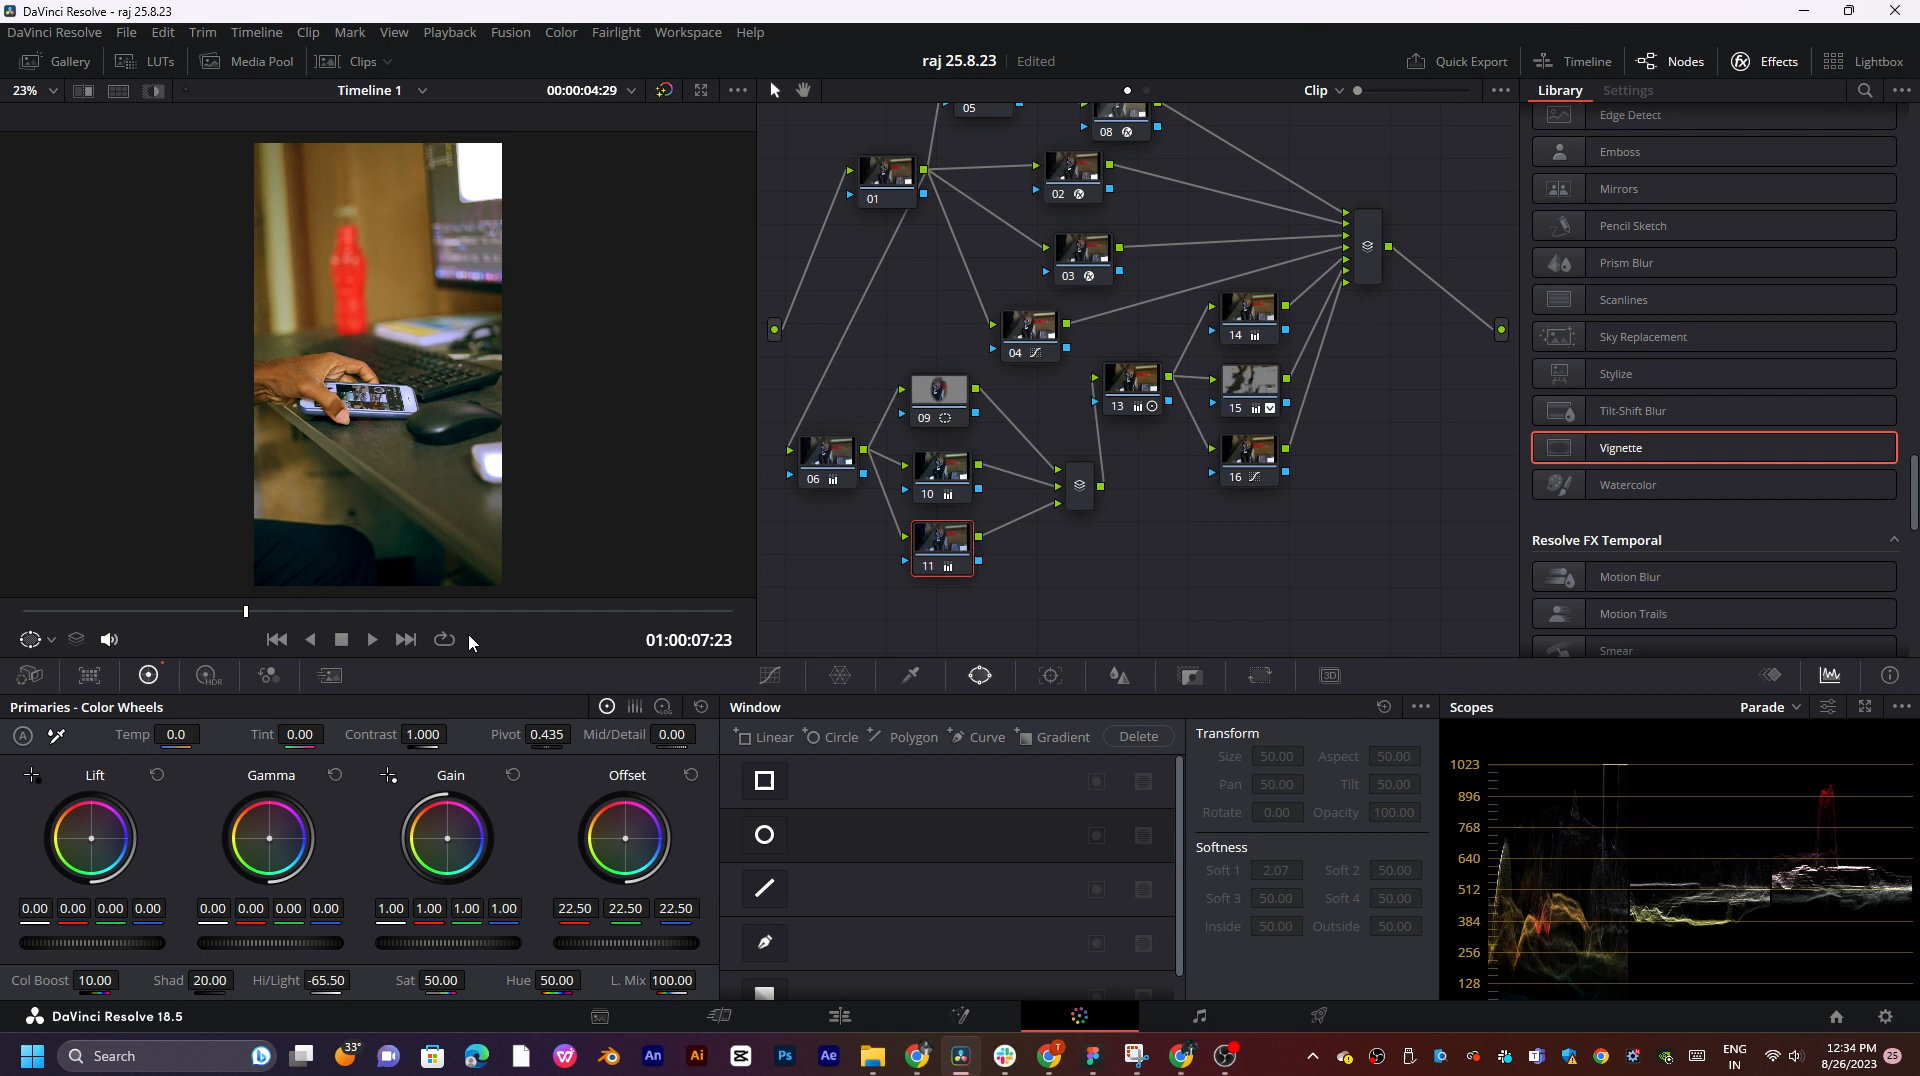 DaVinci Resolve - raj 25.8.23
DaVinci Resolve File Edit Trim Timeline Clip Mark View Playback Fusion Color Fairlight Workspace Help
Gallery LUTs Media Pool Clips raj 25.8.23 Edited Quick Export Timeline Nodes Effects Lightbox
23% Timeline 1 00:00:04:29 Clip Library Settings
05
08
01
02
03
04
14
13
15
09
16
06
10
11
Edge Detect
Emboss
Mirrors
Pencil Sketch
Prism Blur
Scanlines
Sky Replacement
Stylize
Tilt-Shift Blur
Vignette
Watercolor
Resolve FX Temporal
Motion Blur
Motion Trails
Smear
01:00:07:23
HDR
3D
Primaries - Color Wheels
LOG
A Temp 0.0 Tint 0.00 Contrast 1.000 Pivot 0.435 Mid/Detail 0.00
Lift Gamma Gain Offset
0.00 0.00 0.00 0.00 0.00 0.00 0.00 0.00 1.00 1.00 1.00 1.00 22.50 22.50 22.50
Col Boost 10.00 Shad 20.00 Hi/Light -65.50 Sat 50.00 Hue 50.00 L. Mix 100.00
Window
Linear Circle Polygon Curve Gradient Delete
Transform
Size 50.00 Aspect 50.00
Pan 50.00 Tilt 50.00
Rotate 0.00 Opacity 100.00
Softness
Soft 1 2.07 Soft 2 50.00
Soft 3 50.00 Soft 4 50.00
Inside 50.00 Outside 50.00
Scopes Parade
1023
896
768
640
512
384
256
128
DaVinci Resolve 18.5
Search 33° An Ai Ps Ae T ENG IN 12:34 PM 8/26/2023 25